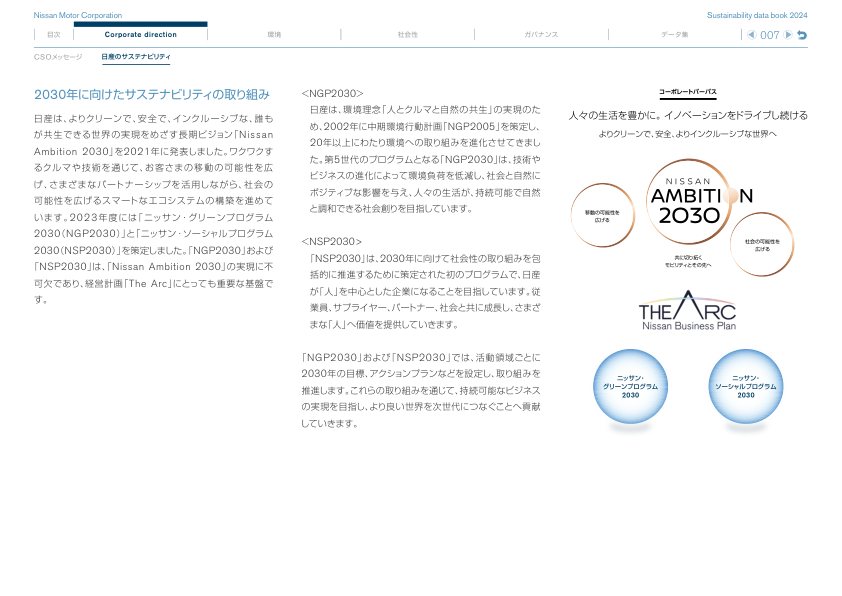 Nissan Motor Corporation
Sustainability data book 2024
目次
Corporate direction
環境
社会性
ガバナンス
データ集
007
CSOメッセージ
日産のサステナビリティ
2030年に向けたサステナビリティの取り組み
日産は、よりクリーンで、安全で、インクルーシブな、誰も
が共生できる世界の実現をめざす長期ビジョン「Nissan
Ambition 2030」を2021年に発表しました。ワクワクす
るクルマや技術を通じて、お客さまの移動の可能性を広
げ、さまざまなパートナーシップを活用しながら、社会の
可能性を広げるスマートなエコシステムの構築を進めて
います。2023年度には「ニッサン・グリーンプログラム
2030(NGP2030)」と「ニッサン・ソーシャルプログラム
2030(NSP2030)」を策定しました。「NGP2030」および
「NSP2030」は、「Nissan Ambition 2030」の実現に不
可欠であり、経営計画「The Arc」にとっても重要な基盤で
す。
<NGP2030>
日産は、環境理念「人とクルマと自然の共生」の実現のた
め、2002年に中期環境行動計画「NGP2005」を策定し、
20年以上にわたり環境への取り組みを進化させてきまし
た。第5世代のプログラムとなる「NGP2030」は、技術や
ビジネスの進化によって環境負荷を低減し、社会と自然に
ポジティブな影響を与え、人々の生活が、持続可能で自然
と調和できる社会創りを目指しています。
<NSP2030>
「NSP2030」は、2030年に向けて社会性の取り組みを包
括的に推進するために策定された初のプログラムで、日産
が「人」を中心とした企業になることを目指しています。従
業員、サプライヤー、パートナー、社会と共に成長し、さまざ
まな「人」へ価値を提供していきます。
「NGP2030」および「NSP2030」では、活動領域ごとに
2030年の目標、アクションプランなどを設定し、取り組みを
推進します。これらの取り組みを通じて、持続可能なビジネス
の実現を目指し、より良い世界を次世代につなぐことへ貢献
していきます。
コーポレートパーパス
人々の生活を豊かに。イノベーションをドライブし続ける
よりクリーンで、安全、よりインクルーシブな世界へ
NISSAN
AMBITION
2030
移動の可能性を
広げる
社会の可能性を
広げる
共に切り拓く
モビリティとその先へ
THE ARC
Nissan Business Plan
ニッサン・
グリーンプログラム
2030
ニッサン・
ソーシャルプログラム
2030